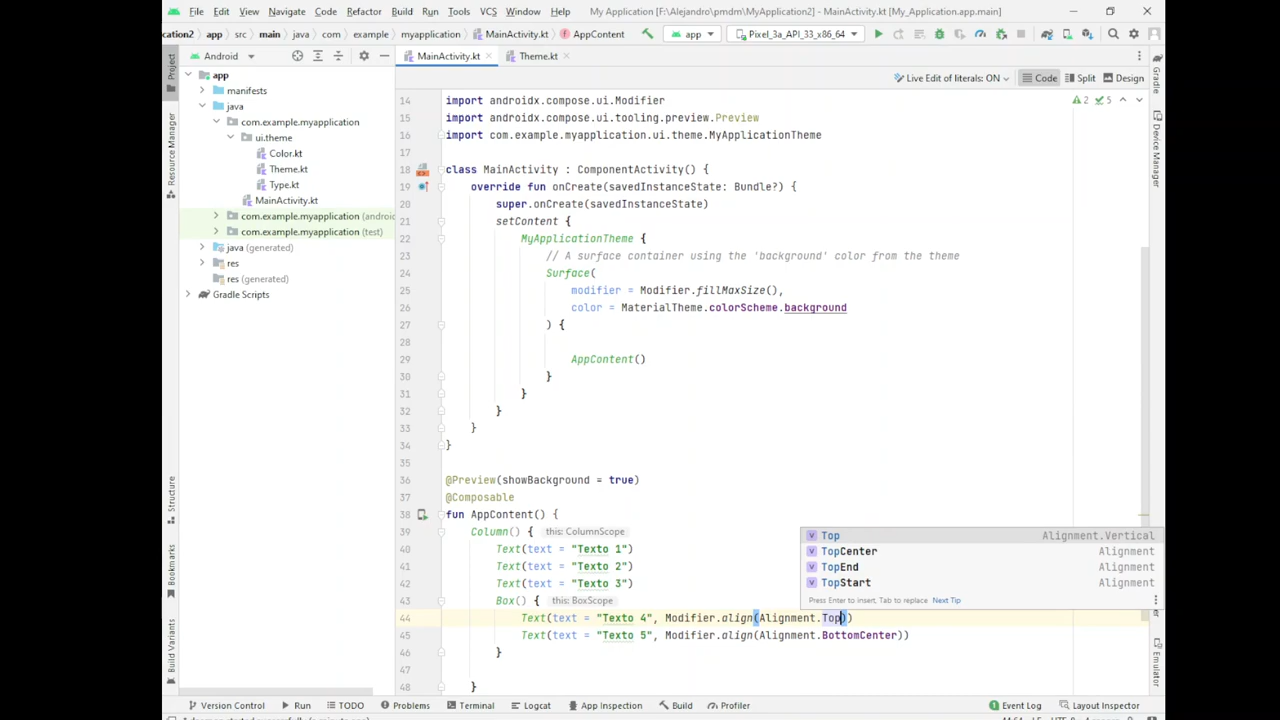 File Edit View Navigate Code Refactor Build Run Tools VCS Window Help My Application [F:\Alejandro\pmdm\MyApplication2] - MainActivity.kt [My_Application.app.main]
cation2 app src main java com example myapplication MainActivity.kt AppContent app Pixel_3a_API_33_x86_64
Android
MainActivity.kt Theme.kt
Live Edit of literals: ON Code Split Design
Project
Resource Manager
Structure
Bookmarks
Build Variants
app
manifests
java
com.example.myapplication
ui.theme
Color.kt
Theme.kt
Type.kt
MainActivity.kt
com.example.myapplication (andro
com.example.myapplication (test)
java (generated)
res
res (generated)
Gradle Scripts
2 5
14 import androidx.compose.ui.Modifier
15 import androidx.compose.ui.tooling.preview.Preview
16 import com.example.myapplication.ui.theme.MyApplicationTheme
17
18 class MainActivity : ComponentActivity() {
19 override fun onCreate(savedInstanceState: Bundle?) {
20 super.onCreate(savedInstanceState)
21 setContent {
22 MyApplicationTheme {
23 // A surface container using the 'background' color from the theme
24 Surface(
25 modifier = Modifier.fillMaxSize(),
26 color = MaterialTheme.colorScheme.background
27 ) {
28
29 AppContent()
30 }
31 }
32 }
33 }
34 }
35
36 @Preview(showBackground = true)
37 @Composable
38 fun AppContent() {
39 Column() { this: ColumnScope
40 Text(text = "Texto 1")
41 Text(text = "Texto 2")
42 Text(text = "Texto 3")
43 Box() { this: BoxScope
44 Text(text = "Texto 4", Modifier.align(Alignment.Top))
45 Text(text = "Texto 5", Modifier.align(Alignment.BottomCenter))
46 }
47
48 }
Top Alignment.Vertical
TopCenter Alignment
TopEnd Alignment
TopStart Alignment
Press Enter to insert, Tab to replace Next Tip
Gradle
Device Manager
Emulator
Version Control Run TODO Problems Terminal Logcat App Inspection Build Profiler Event Log Layout Inspector